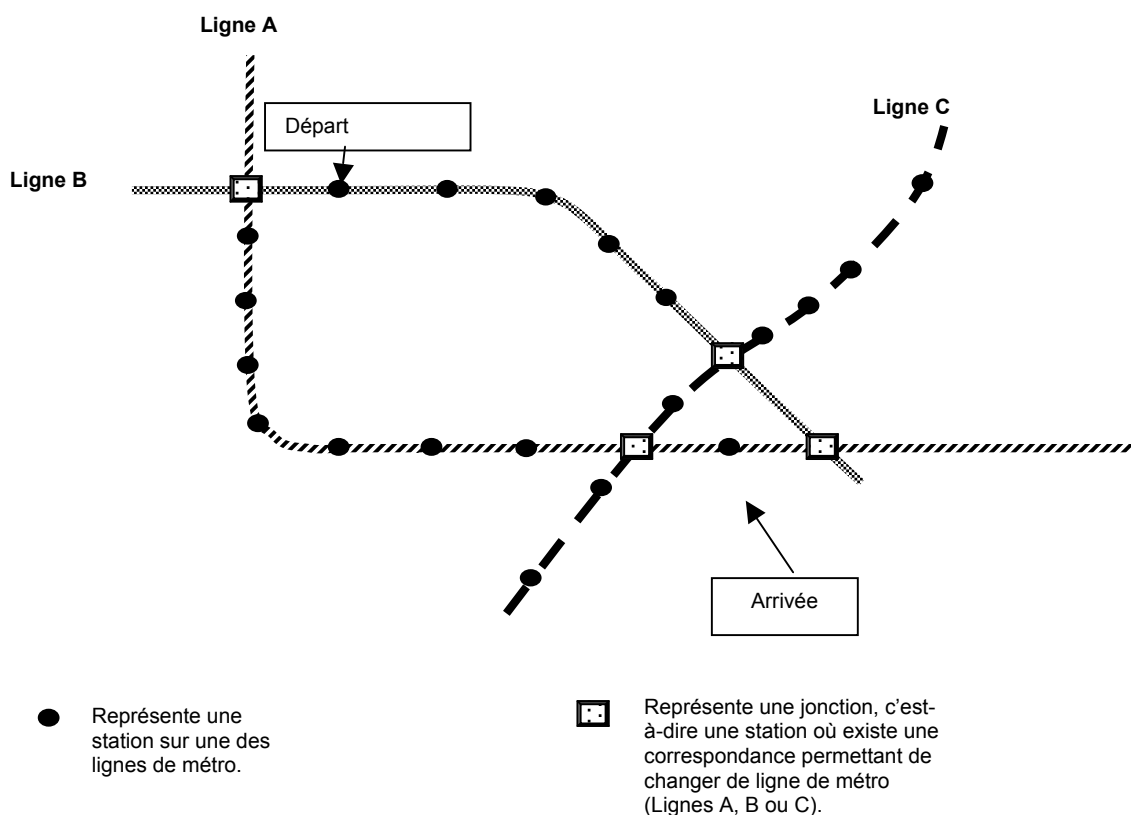 Ligne A
Ligne C
Départ
Ligne B
Arrivée
Représente une
station sur une des
lignes de métro.
Représente une jonction, c'est-
à-dire une station où existe une
correspondance permettant de
changer de ligne de métro
(Lignes A, B ou C).